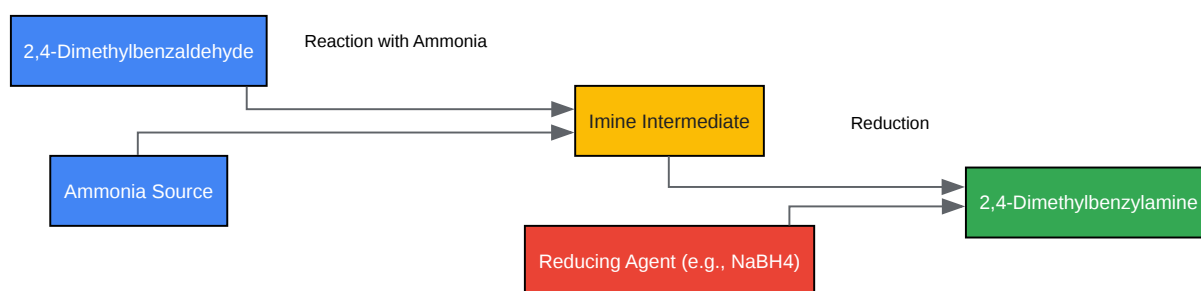 2,4-Dimethylbenzaldehyde
Reaction with Ammonia
Imine Intermediate
Reduction
Ammonia Source
2,4-Dimethylbenzylamine
Reducing Agent (e.g., NaBH4)